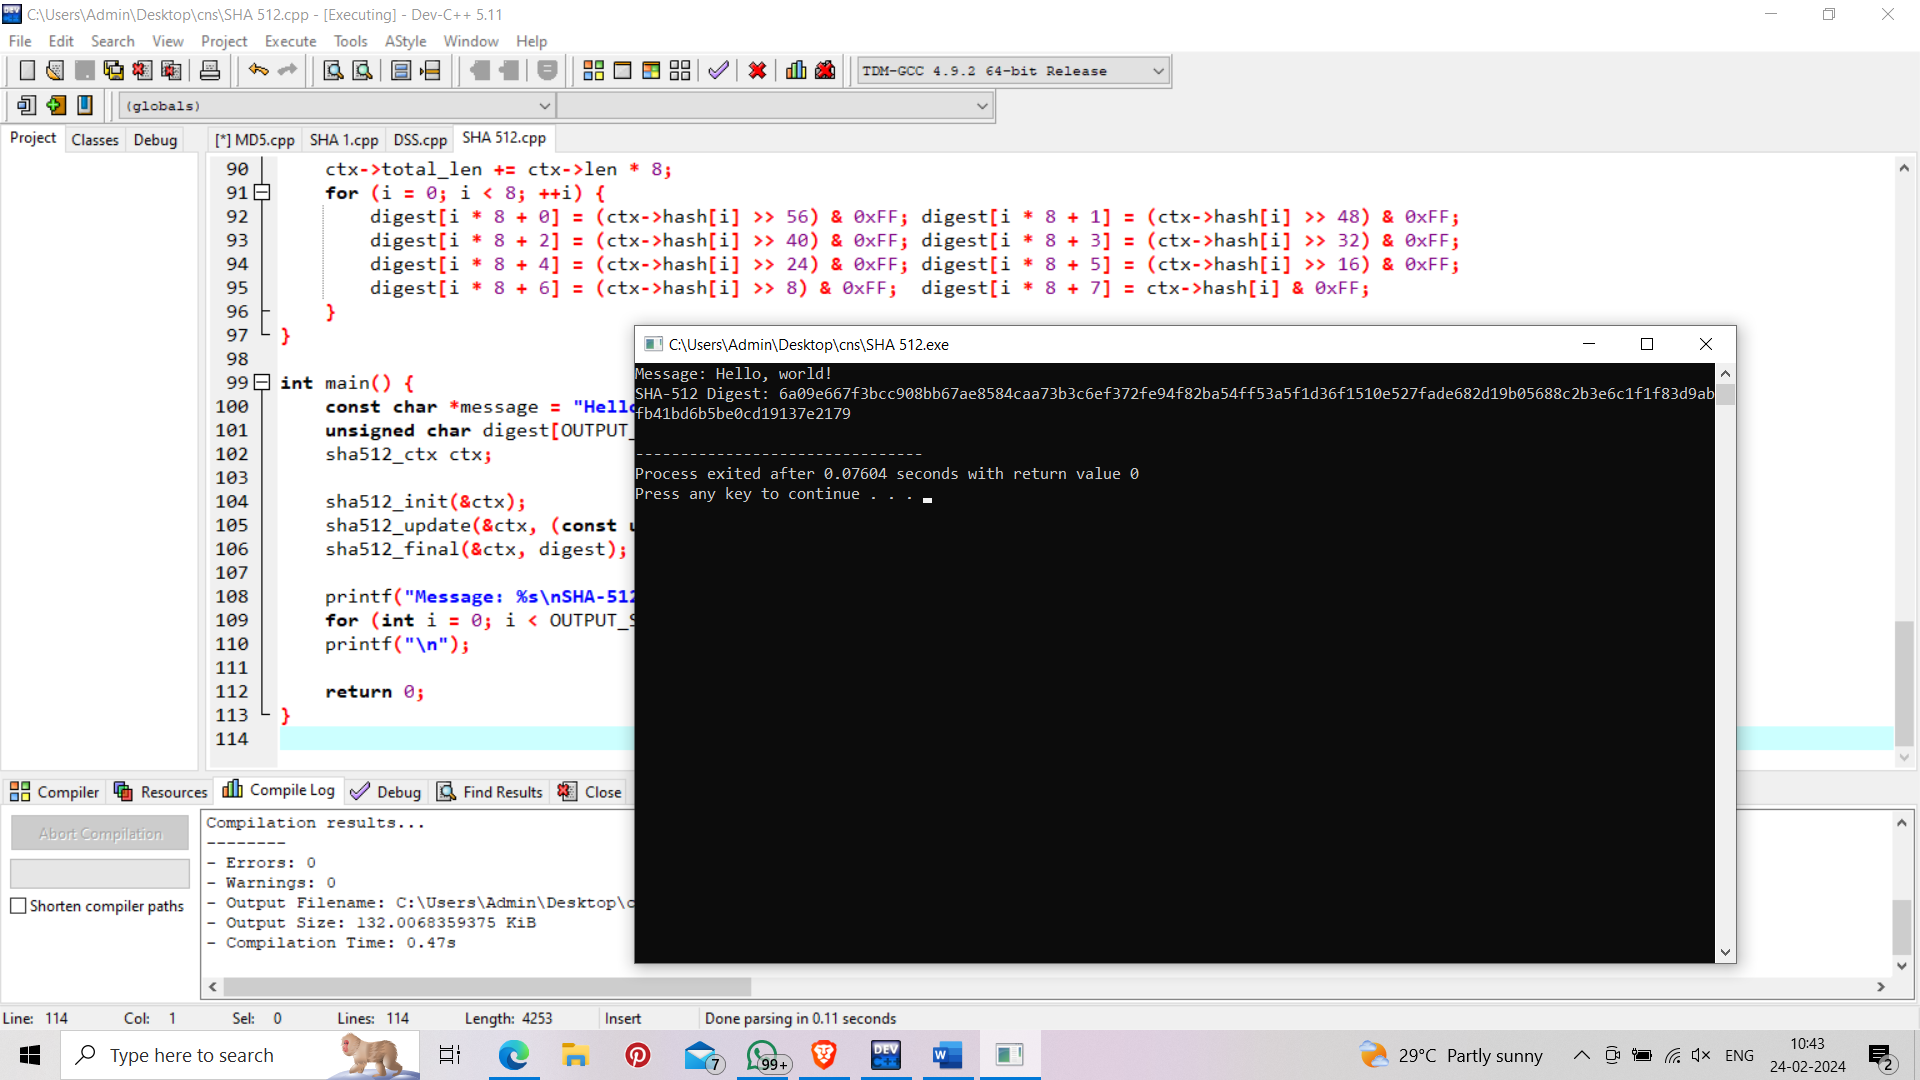 C:\Users\Admin\Desktop\cns\SHA 512.cpp - [Executing] - Dev-C++ 5.11
File Edit Search View Project Execute Tools AStyle Window Help
TDM-GCC 4.9.2 64-bit Release
(globals)
Project Classes Debug
[*] MD5.cpp SHA 1.cpp DSS.cpp SHA 512.cpp
90 ctx->total_len += ctx->len * 8;
91 for (i = 0; i < 8; ++i) {
92 digest[i * 8 + 0] = (ctx->hash[i] >> 56) & 0xFF; digest[i * 8 + 1] = (ctx->hash[i] >> 48) & 0xFF;
93 digest[i * 8 + 2] = (ctx->hash[i] >> 40) & 0xFF; digest[i * 8 + 3] = (ctx->hash[i] >> 32) & 0xFF;
94 digest[i * 8 + 4] = (ctx->hash[i] >> 24) & 0xFF; digest[i * 8 + 5] = (ctx->hash[i] >> 16) & 0xFF;
95 digest[i * 8 + 6] = (ctx->hash[i] >> 8) & 0xFF; digest[i * 8 + 7] = ctx->hash[i] & 0xFF;
96 }
97 }
98
99 int main() {
100 const char *message = "Hello
101 unsigned char digest[OUTPUT_
102 sha512_ctx ctx;
103
104 sha512_init(&ctx);
105 sha512_update(&ctx, (const u
106 sha512_final(&ctx, digest);
107
108 printf("Message: %s\nSHA-512
109 for (int i = 0; i < OUTPUT_S
110 printf("\n");
111
112 return 0;
113 }
114
C:\Users\Admin\Desktop\cns\SHA 512.exe
Message: Hello, world!
SHA-512 Digest: 6a09e667f3bcc908bb67ae8584caa73b3c6ef372fe94f82ba54ff53a5f1d36f1510e527fade682d19b05688c2b3e6c1f1f83d9ab
fb41bd6b5be0cd19137e2179
--------------------------------
Process exited after 0.07604 seconds with return value 0
Press any key to continue . . .
Compiler Resources Compile Log Debug Find Results Close
Abort Compilation
Shorten compiler paths
Compilation results...
--------
- Errors: 0
- Warnings: 0
- Output Filename: C:\Users\Admin\Desktop\c
- Output Size: 132.0068359375 KiB
- Compilation Time: 0.47s
Line: 114 Col: 1 Sel: 0 Lines: 114 Length: 4253 Insert Done parsing in 0.11 seconds
Type here to search
7
99+
DEV
C++
W
29°C Partly sunny
ENG
10:43
24-02-2024
2